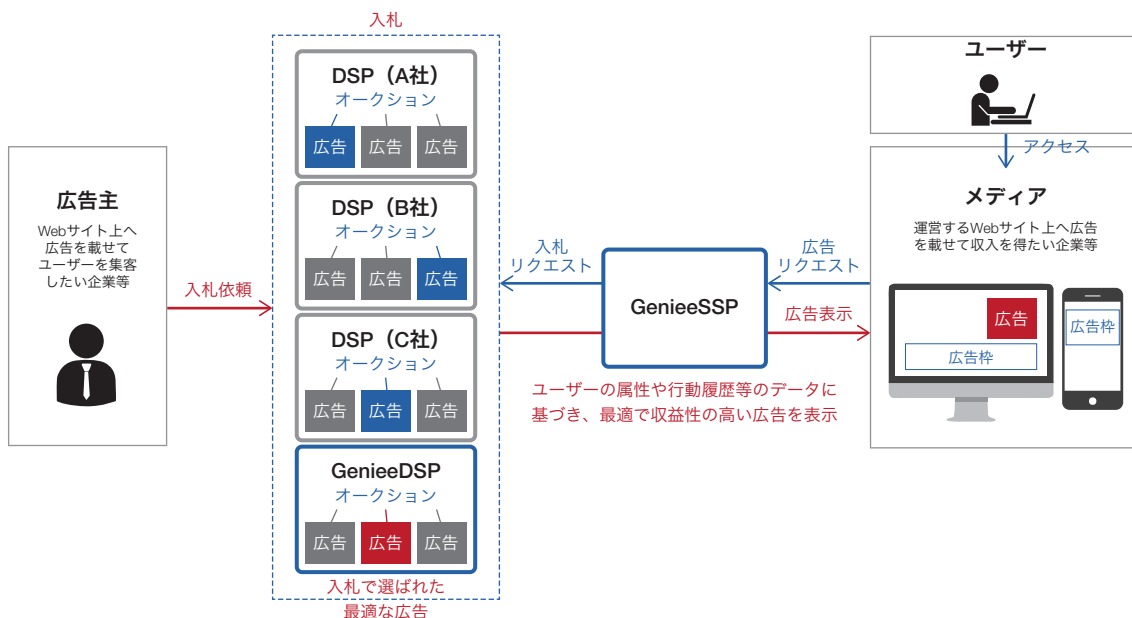 広告主
Webサイト上へ
広告を載せて
ユーザーを集客
したい企業等
入札依頼
入札
DSP（A社）
オークション
広告 広告 広告
DSP（B社）
オークション
広告 広告 広告
DSP（C社）
オークション
広告 広告 広告
GenieeDSP
オークション
広告 広告 広告
入札で選ばれた
最適な広告
入札
リクエスト
GenieeSSP
広告
リクエスト
広告表示
ユーザーの属性や行動履歴等のデータに
基づき、最適で収益性の高い広告を表示
ユーザー
アクセス
メディア
運営するWebサイト上へ広告
を載せて収入を得たい企業等
広告
広告枠
広告枠